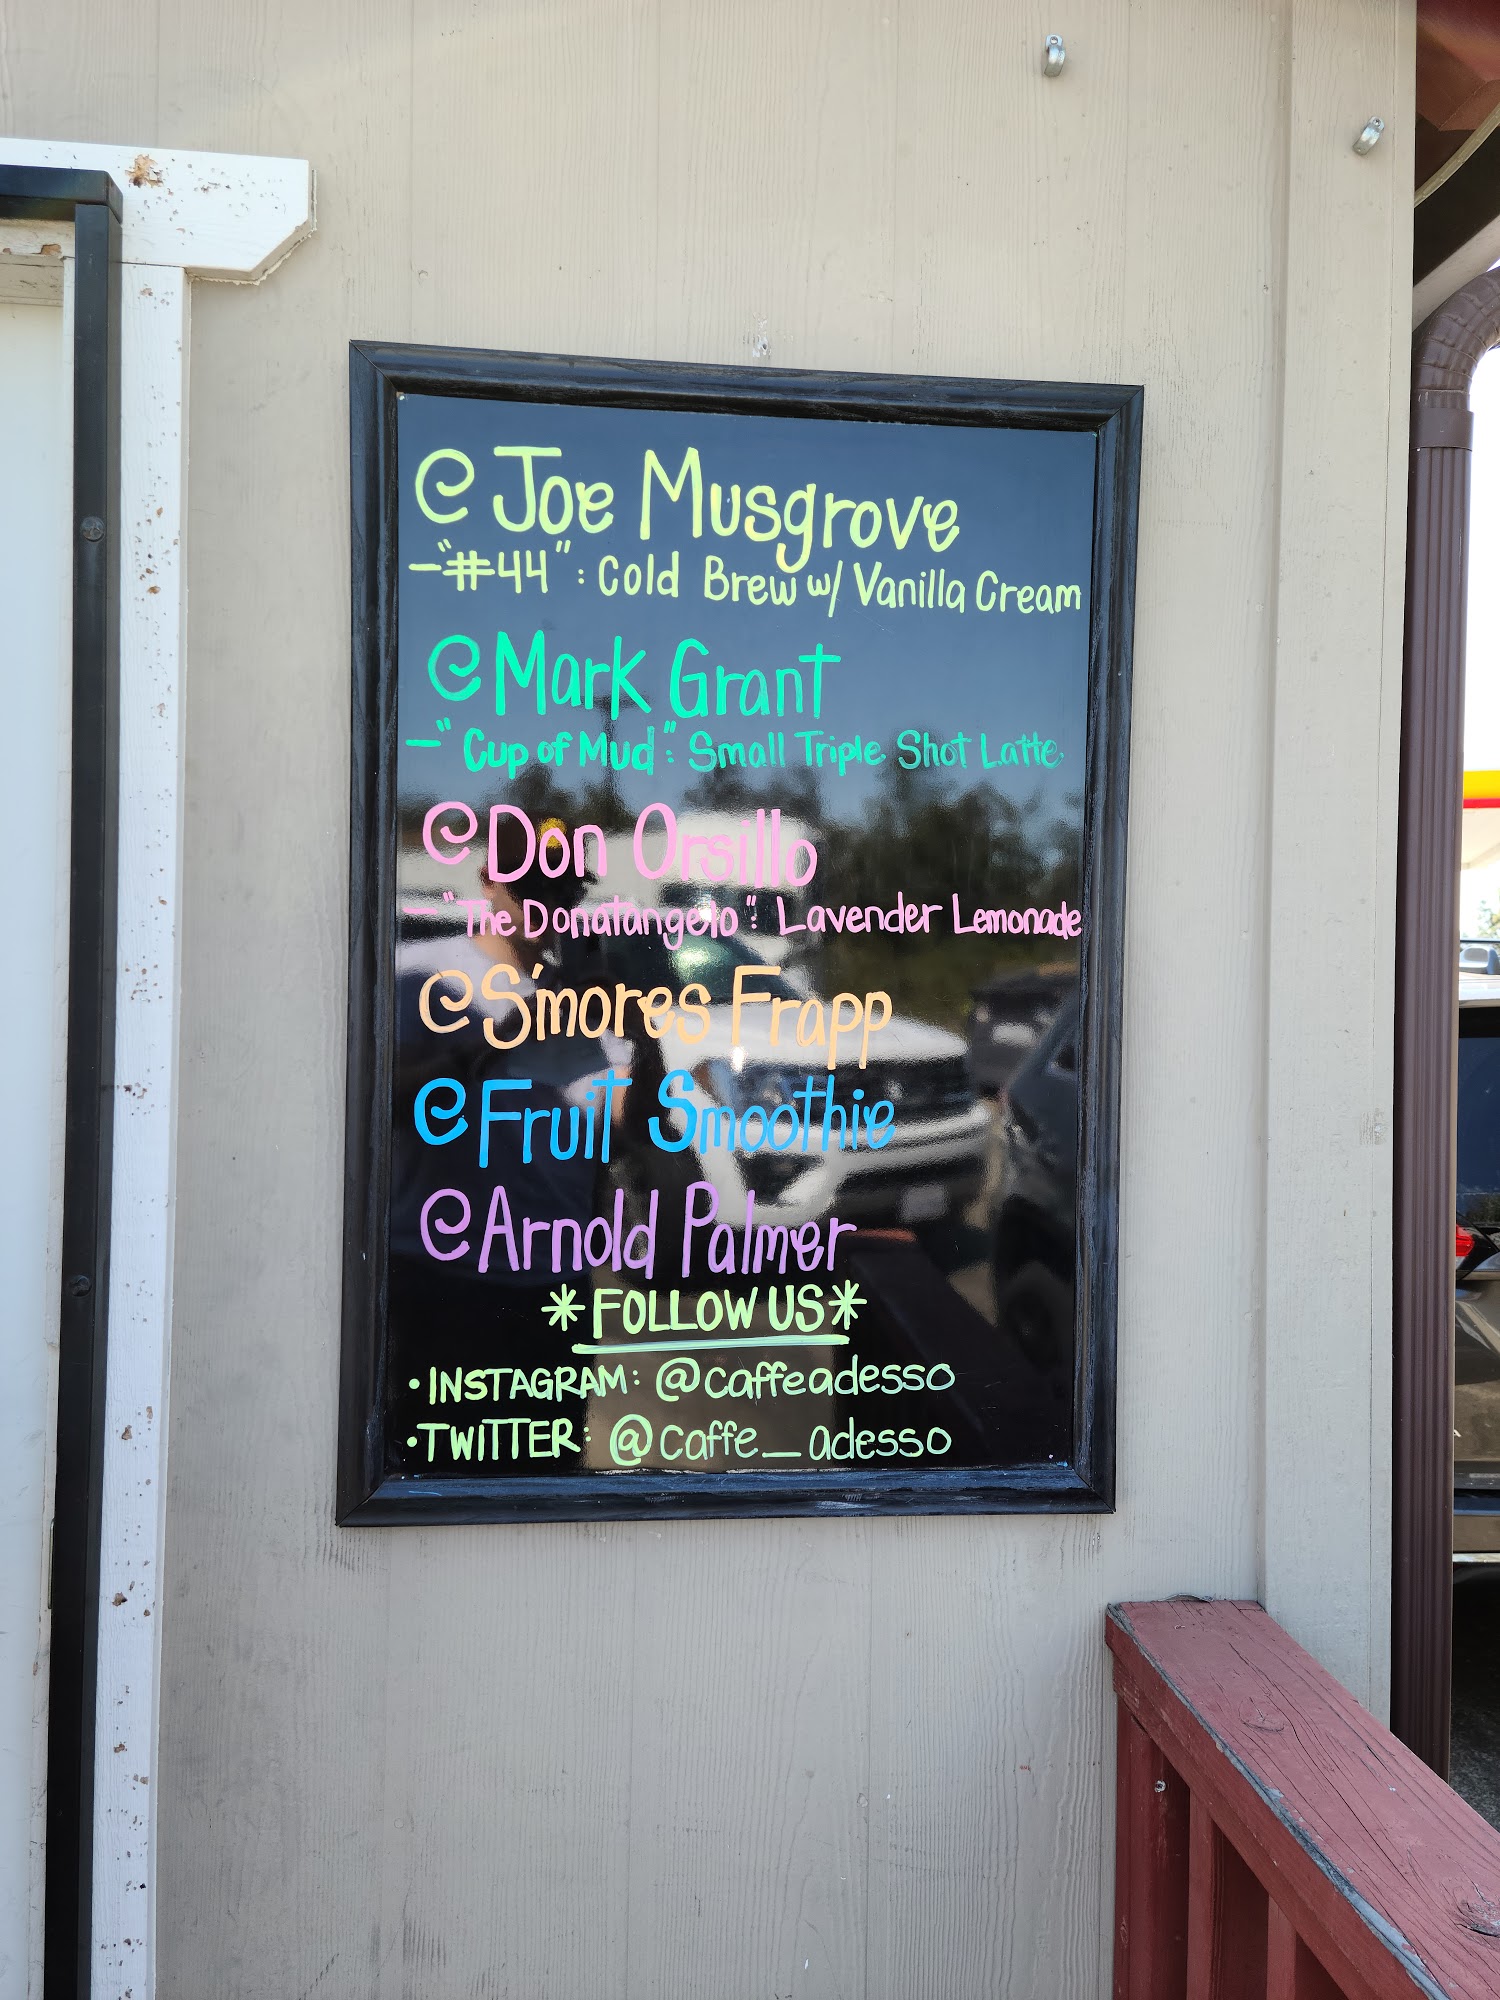 @ Joe Musgrove
-"#44": Cold Brew w/ Vanilla Cream
@ Mark Grant
-"Cup of Mud": Small Triple Shot Latte
@ Don Orsillo
-"The Donatangelo": Lavender Lemonade
@ S'mores Frapp
@ Fruit Smoothie
@ Arnold Palmer
*FOLLOW US*
• INSTAGRAM: @caffeadesso
• TWITTER: @caffe_adesso